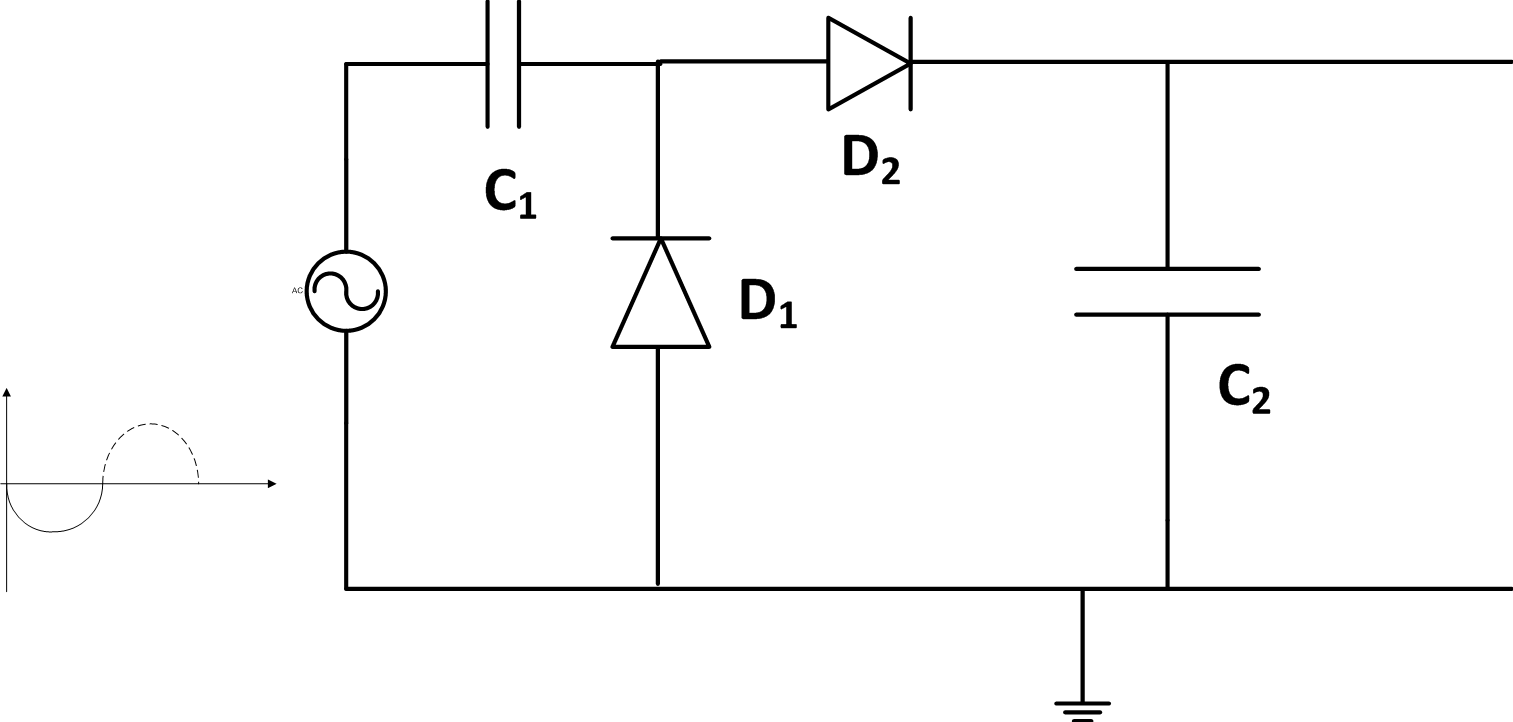 C₁
D₂
AC
D₁
C₂